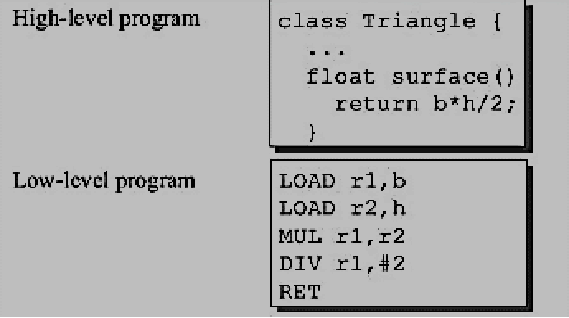 High-level program
class Triangle {
...
float surface()
return b*h/2;
}
Low-level program
LOAD r1,b
LOAD r2,h
MUL r1,r2
DIV r1,#2
RET